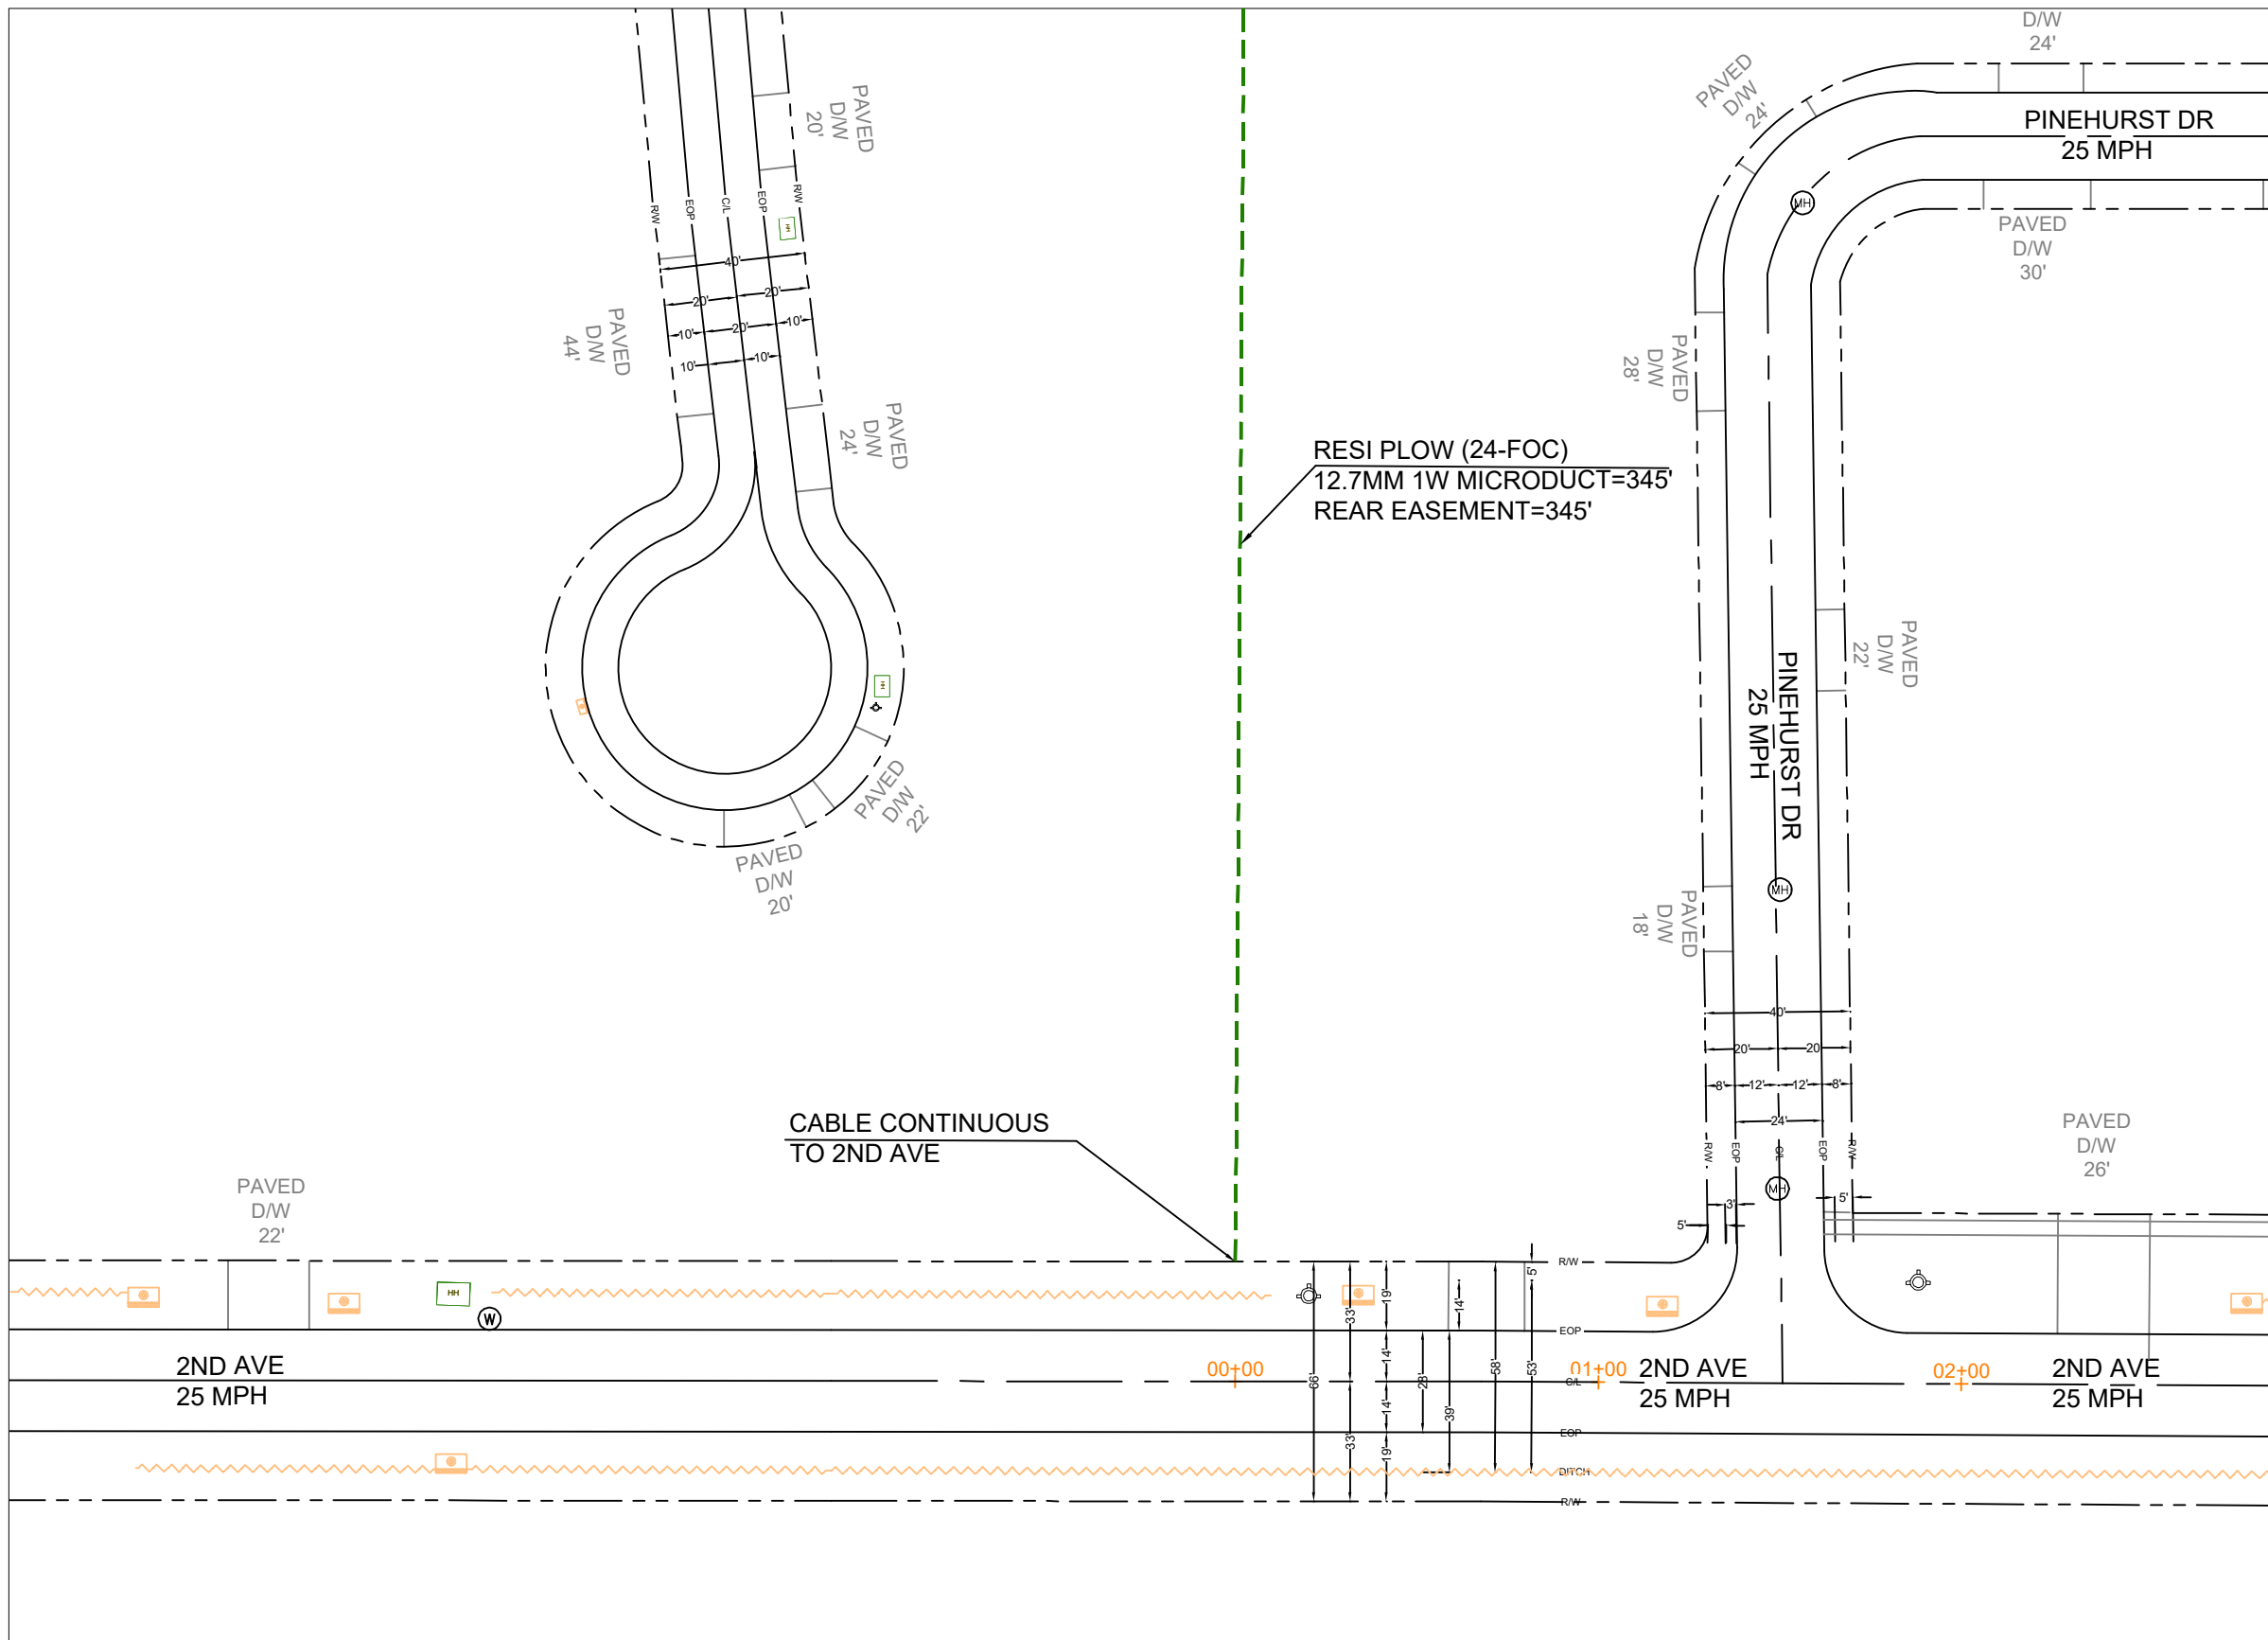 D/W
24'
PAVED
D/W
24'
PINEHURST DR
25 MPH
PAVED
D/W
20'
R/W
EOP
C/L
EOP
R/W
HH
MH
PAVED
D/W
30'
40'
20'
20'
10'
20'
10'
10'
10'
PAVED
D/W
44'
PAVED
D/W
24'
PAVED
D/W
28'
RESI PLOW (24-FOC)
12.7MM 1W MICRODUCT=345'
REAR EASEMENT=345'
HH
PAVED
D/W
22'
PINEHURST DR
25 MPH
PAVED
D/W
22'
PAVED
D/W
20'
MH
PAVED
D/W
18'
40'
20'
20'
8'
12'
12'
8'
24'
CABLE CONTINUOUS
TO 2ND AVE
R/W
EOP
C/L
EOP
R/W
PAVED
D/W
26'
MH
PAVED
D/W
22'
3'
5'
5'
R/W
HH
W
5'
19'
33'
14'
EOP
2ND AVE
25 MPH
00+00
66'
14'
28'
58'
53'
01+00
C/L
2ND AVE
25 MPH
02+00
2ND AVE
25 MPH
14'
39'
EOP
33'
19'
DITCH
R/W